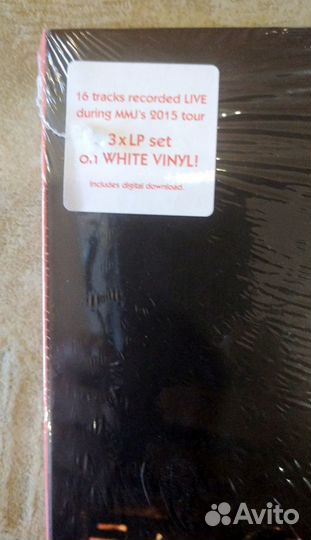 16 tracks recorded LIVE
during MMJ's 2015 tour
3xLP set
on WHITE VINYL!
Includes digital download.
Avito